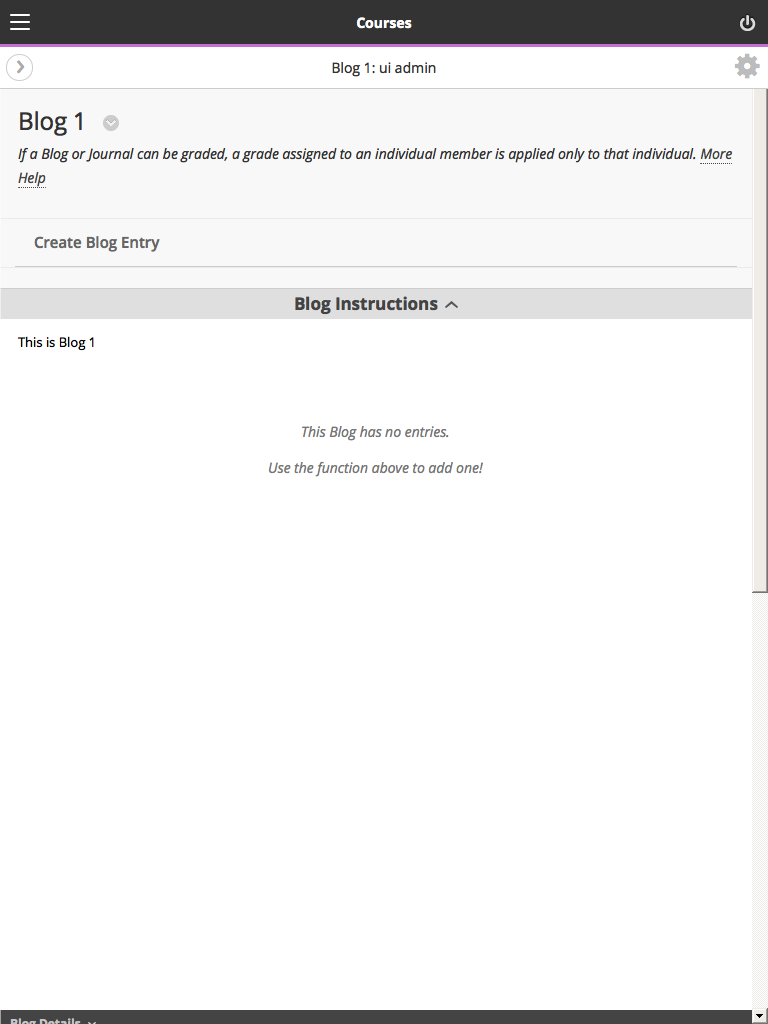 Courses
Blog 1: ui admin
Blog 1
If a Blog or Journal can be graded, a grade assigned to an individual member is applied only to that individual. More
Help
Create Blog Entry
Blog Instructions
This is Blog 1
This Blog has no entries.
Use the function above to add one!
Blog Details